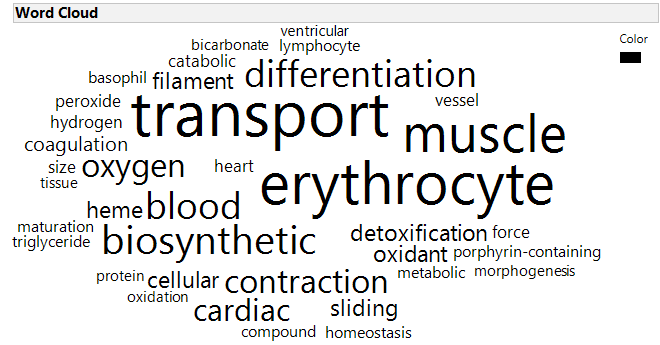 Word Cloud
Color
ventricular
bicarbonate
lymphocyte
catabolic
basophil
filament
differentiation
peroxide
transport
vessel
hydrogen
muscle
coagulation
size
oxygen
heart
tissue
erythrocyte
heme
blood
maturation
triglyceride
biosynthetic
detoxification
force
oxidant
porphyrin-containing
protein
cellular
contraction
metabolic
morphogenesis
oxidation
cardiac
sliding
compound
homeostasis